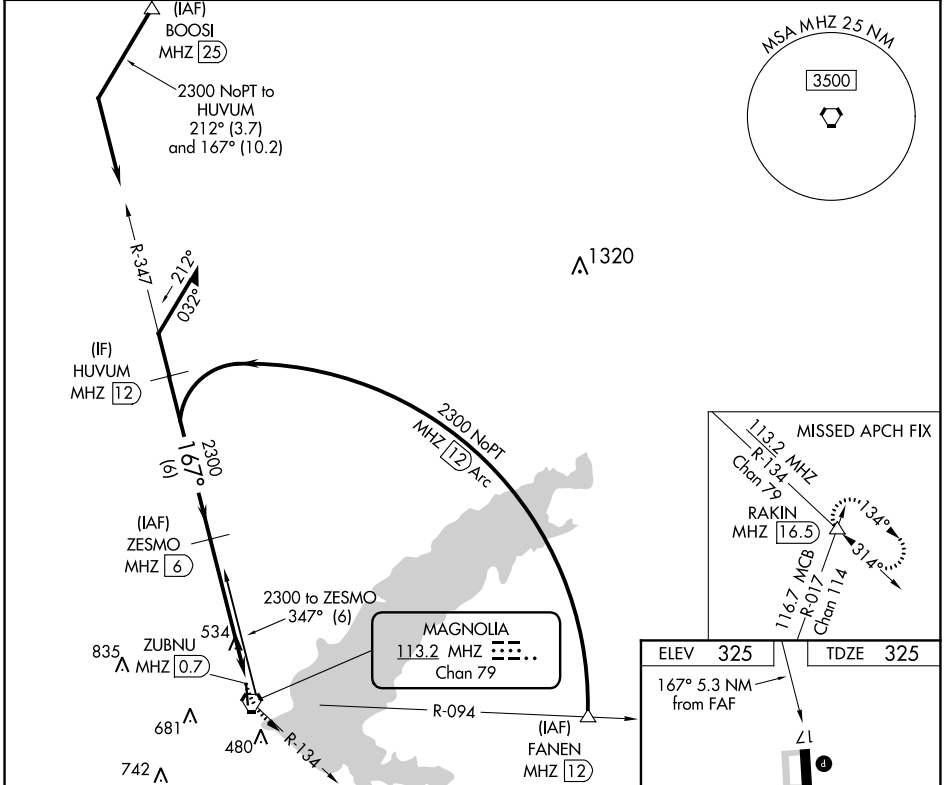 (IAF)
BOOSI
MHZ 25
2300 NoPT to
HUVUM
212° (3.7)
and 167° (10.2)
MSA MHZ 25 NM
3500
R-347
212°
032°
1320
(IF)
HUVUM
MHZ 12
2300
167°
(6)
2300 NoPT
MHZ 12 Arc
(IAF)
ZESMO
MHZ 6
2300 to ZESMO
347° (6)
MAGNOLIA
113.2 MHZ
Chan 79
835
ZUBNU
MHZ 0.7
534
681
480
742
R-134
R-094
(IAF)
FANEN
MHZ 12
MISSED APCH FIX
113.2 MHZ
R-134
Chan 79
RAKIN
MHZ 16.5
134°
314°
116.7 MCB
R-017
Chan 114
ELEV 325
TDZE 325
167° 5.3 NM
from FAF
17
P